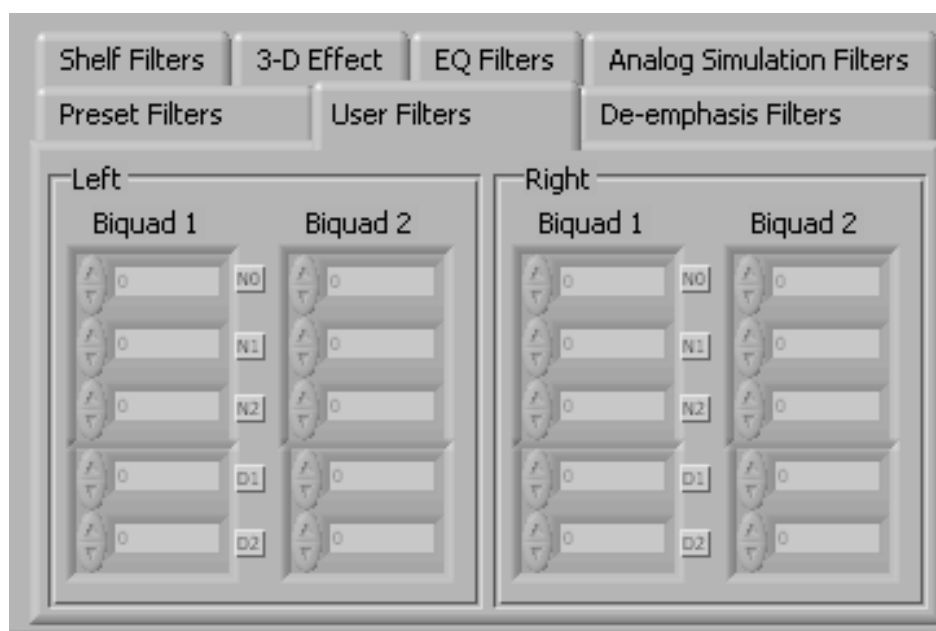 Shelf Filters 3-D Effect EQ Filters Analog Simulation Filters
Preset Filters User Filters De-emphasis Filters
Left Right
Biquad 1 Biquad 2 Biquad 1 Biquad 2
0 N0 0 0 N0 0
0 N1 0 0 N1 0
0 N2 0 0 N2 0
0 D1 0 0 D1 0
0 D2 0 0 D2 0